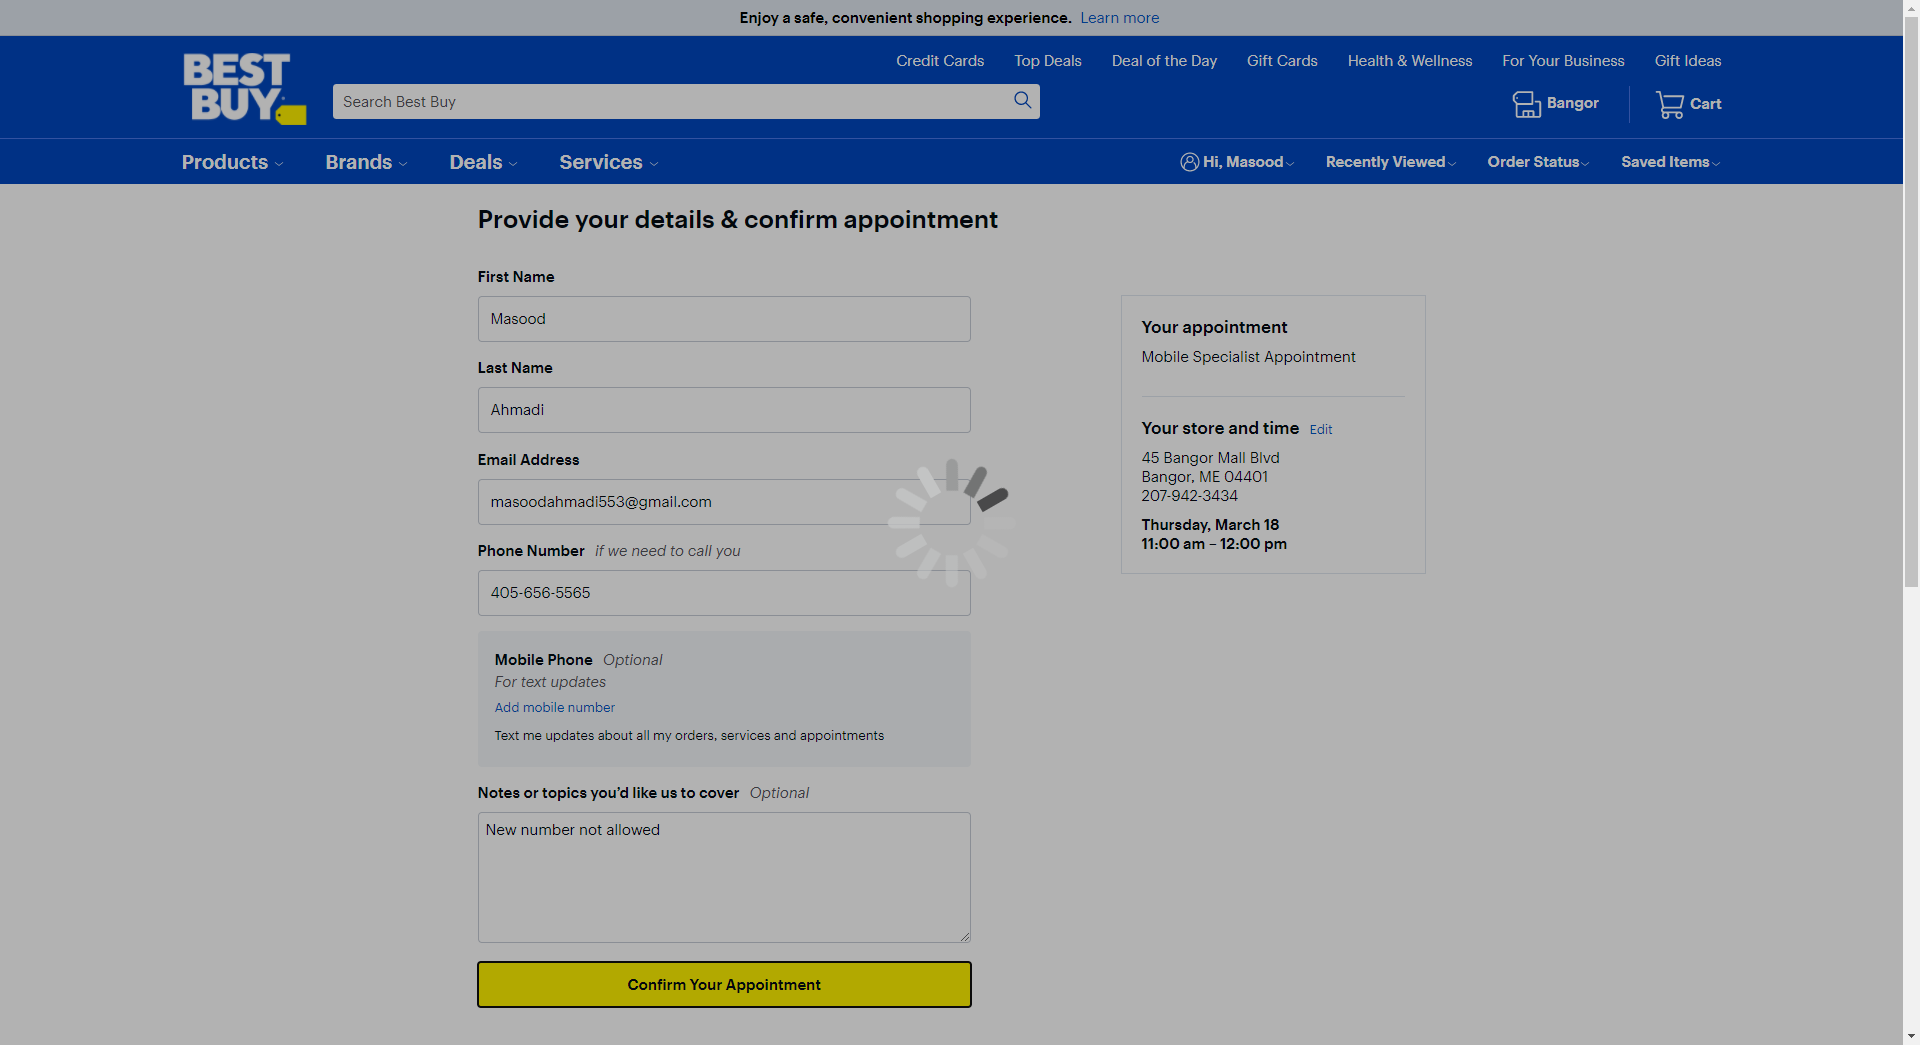 Enjoy a safe, convenient shopping experience. Learn more
Credit Cards Top Deals Deal of the Day Gift Cards Health & Wellness For Your Business Gift Ideas
BEST
BUY
Search Best Buy
Bangor Cart
Products Brands Deals Services Hi, Masood Recently Viewed Order Status Saved Items
Provide your details & confirm appointment
First Name
Masood
Last Name
Ahmadi
Email Address
masoodahmadi553@gmail.com
Phone Number if we need to call you
405-656-5565
Mobile Phone Optional
For text updates
Add mobile number
Text me updates about all my orders, services and appointments
Notes or topics you'd like us to cover Optional
New number not allowed
Confirm Your Appointment
Your appointment
Mobile Specialist Appointment
Your store and time Edit
45 Bangor Mall Blvd
Bangor, ME 04401
207-942-3434
Thursday, March 18
11:00 am – 12:00 pm